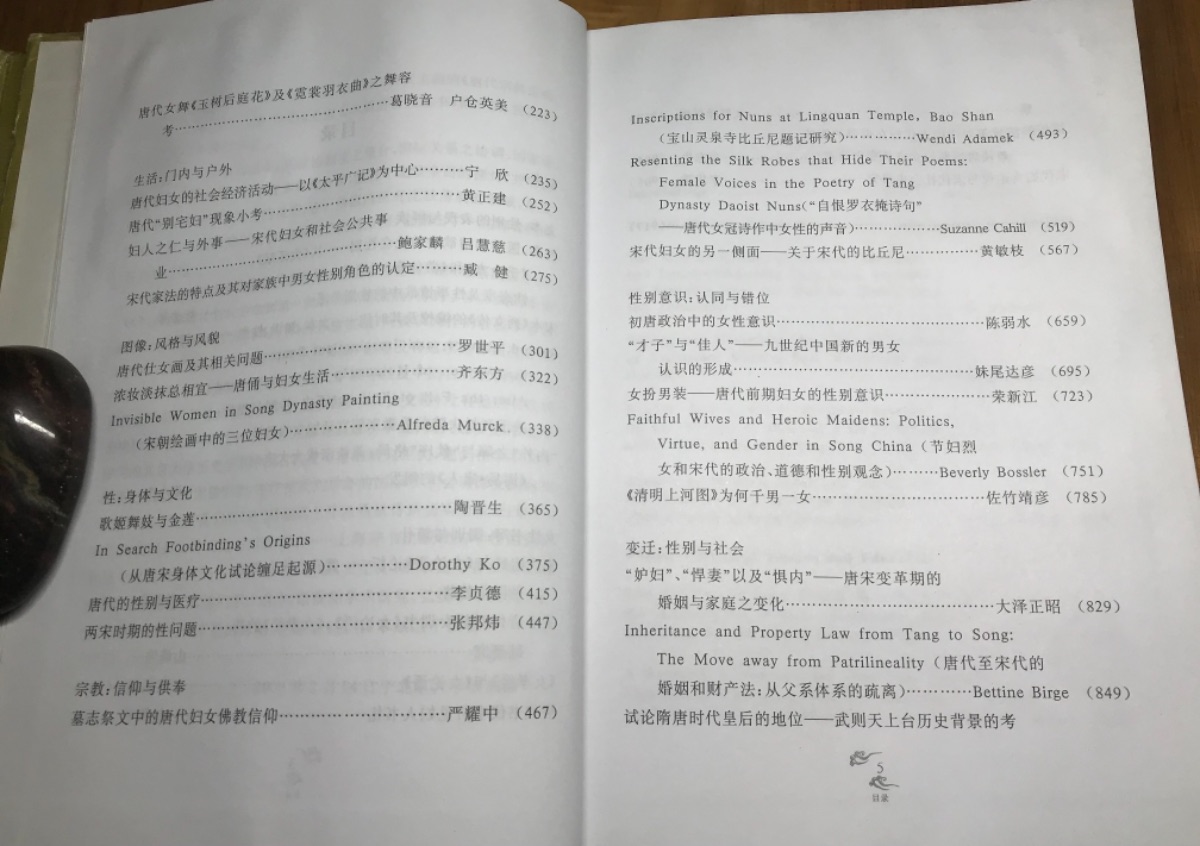 唐代女舞《玉树后庭花》及《霓裳羽衣曲》之舞容
考……………………………葛晓音 户仓英美 (223)
生活:门内与户外
唐代妇女的社会经济活动——以《太平广记》为中心………宁 欣 (235)
唐代“别宅妇”现象小考………………………………黄正建 (252)
妇人之仁与外事——宋代妇女和社会公共事
业………………………………鲍家麟 吕慧慈 (263)
宋代家法的特点及其对家族中男女性别角色的认定………臧 健 (275)
图像:风格与风貌
唐代仕女画及其相关问题………………………………罗世平 (301)
浓妆淡抹总相宜——唐俑与妇女生活………………齐东方 (322)
Invisible Women in Song Dynasty Painting
(宋朝绘画中的三位妇女)………………Alfreda Murck. (338)
性:身体与文化
歌姬舞妓与金莲………………………………………陶晋生 (365)
In Search Footbinding's Origins
(从唐宋身体文化试论缠足起源)……………Dorothy Ko (375)
唐代的性别与医疗……………………………………李贞德 (415)
两宋时期的性问题……………………………………张邦炜 (447)
宗教:信仰与供奉
墓志祭文中的唐代妇女佛教信仰………………………严耀中 (467)
Inscriptions for Nuns at Lingquan Temple, Bao Shan
(宝山灵泉寺比丘尼题记研究)……………Wendi Adamek (493)
Resenting the Silk Robes that Hide Their Poems:
Female Voices in the Poetry of Tang
Dynasty Daoist Nuns(“自恨罗衣掩诗句”
——唐代女冠诗作中女性的声音)………………Suzanne Cahill (519)
宋代妇女的另一侧面——关于宋代的比丘尼……………黄敏枝 (567)
性别意识:认同与错位
初唐政治中的女性意识………………………………陈弱水 (659)
“才子”与“佳人”——九世纪中国新的男女
认识的形成………………………………………妹尾达彦 (695)
女扮男装——唐代前期妇女的性别意识…………………荣新江 (723)
Faithful Wives and Heroic Maidens: Politics,
Virtue, and Gender in Song China (节妇烈
女和宋代的政治、道德和性别观念)………Beverly Bossler (751)
《清明上河图》为何千男一女…………………………佐竹靖彦 (785)
变迁:性别与社会
“妒妇”、“悍妻”以及“惧内”——唐宋变革期的
婚姻与家庭之变化………………………………大泽正昭 (829)
Inheritance and Property Law from Tang to Song:
The Move away from Patrilineality (唐代至宋代的
婚姻和财产法:从父系体系的疏离)…………Bettine Birge (849)
试论隋唐时代皇后的地位——武则天上台历史背景的考
5
目录